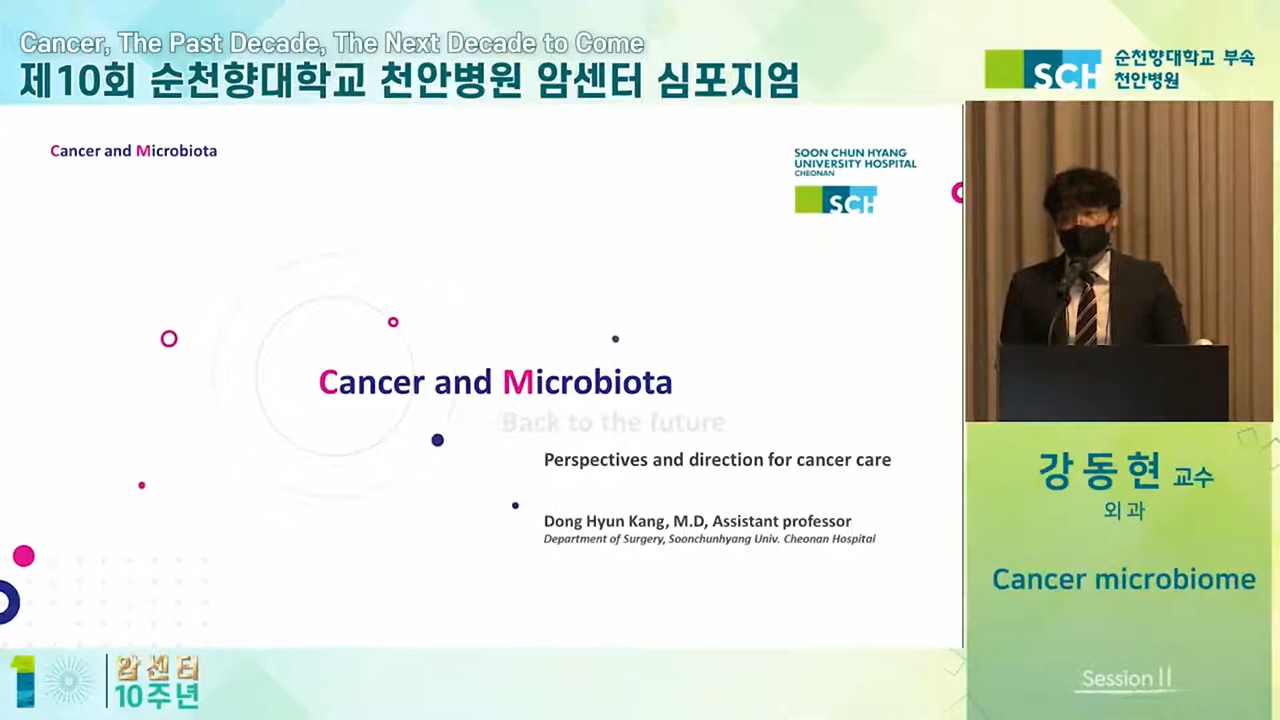 Cancer, The Past Decade, The Next Decade to Come
제10회 순천향대학교 천안병원 암센터 심포지엄
SCH
순천향대학교 부속
천안병원
Cancer and Microbiota
SOON CHUN HYANG
UNIVERSITY HOSPITAL
CHEONAN
SCH
Cancer and Microbiota
Back to the future
Perspectives and direction for cancer care
Dong Hyun Kang, M.D, Assistant professor
Department of Surgery, Soonchunhyang Univ. Cheonan Hospital
강동현 교수
외과
Cancer microbiome
Session II
암센터
10주년